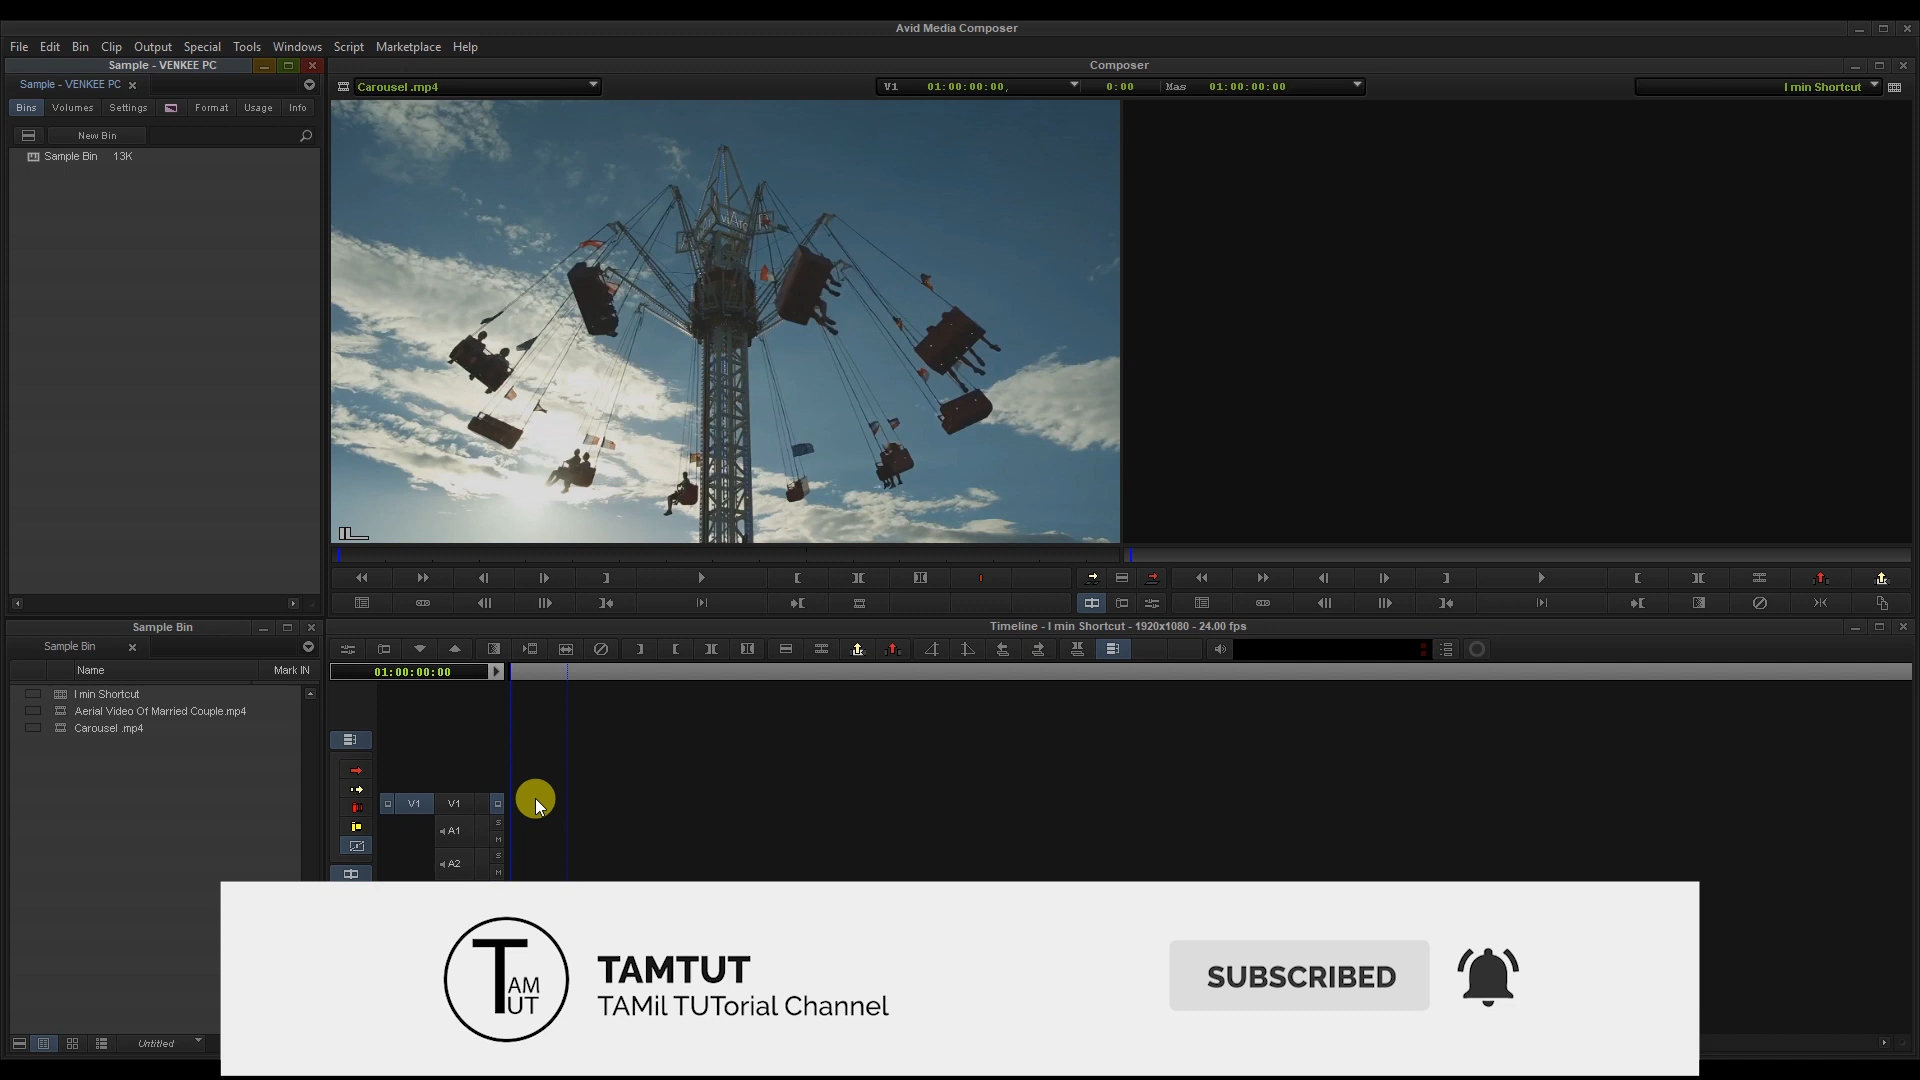 Avid Media Composer
File Edit Bin Clip Output Special Tools Windows Script Marketplace Help
Sample - VENKEE PC
Composer
Sample - VENKEE PC
Carousel .mp4
V1 01:00:00:00, 0:00 Mas 01:00:00:00
I min Shortcut
Bins Volumes Settings Format Usage Info
New Bin
Sample Bin 13K
Sample Bin
Timeline - I min Shortcut - 1920x1080 - 24.00 fps
Sample Bin
Name Mark IN
01:00:00:00
I min Shortcut
Aerial Video Of Married Couple.mp4
Carousel .mp4
V1 V1
S
A1
M
S
A2
M
TAM TUT
TAMTUT
TAMil TUTorial Channel
SUBSCRIBED
Untitled